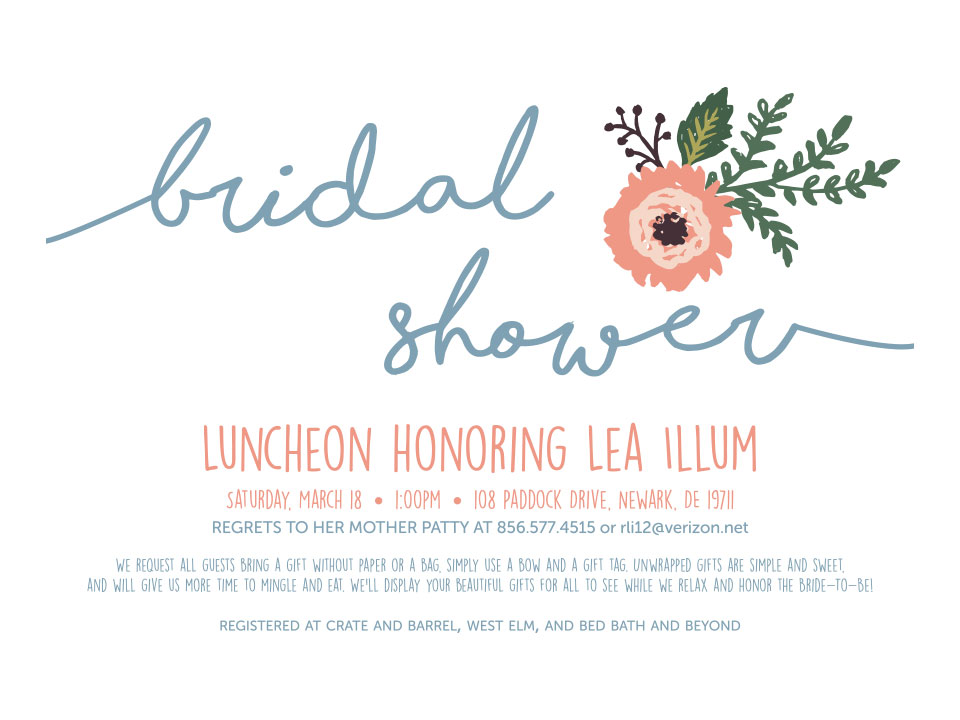 bridal
shower
LUNCHEON HONORING LEA ILLUM
SATURDAY, MARCH 18 • 1:00PM • 108 PADDOCK DRIVE, NEWARK, DE 19711
REGRETS TO HER MOTHER PATTY AT 856.577.4515 or rli12@verizon.net
WE REQUEST ALL GUESTS BRING A GIFT WITHOUT PAPER OR A BAG, SIMPLY USE A BOW AND A GIFT TAG. UNWRAPPED GIFTS ARE SIMPLE AND SWEET,
AND WILL GIVE US MORE TIME TO MINGLE AND EAT. WE'LL DISPLAY YOUR BEAUTIFUL GIFTS FOR ALL TO SEE WHILE WE RELAX AND HONOR THE BRIDE-TO-BE!
REGISTERED AT CRATE AND BARREL, WEST ELM, AND BED BATH AND BEYOND